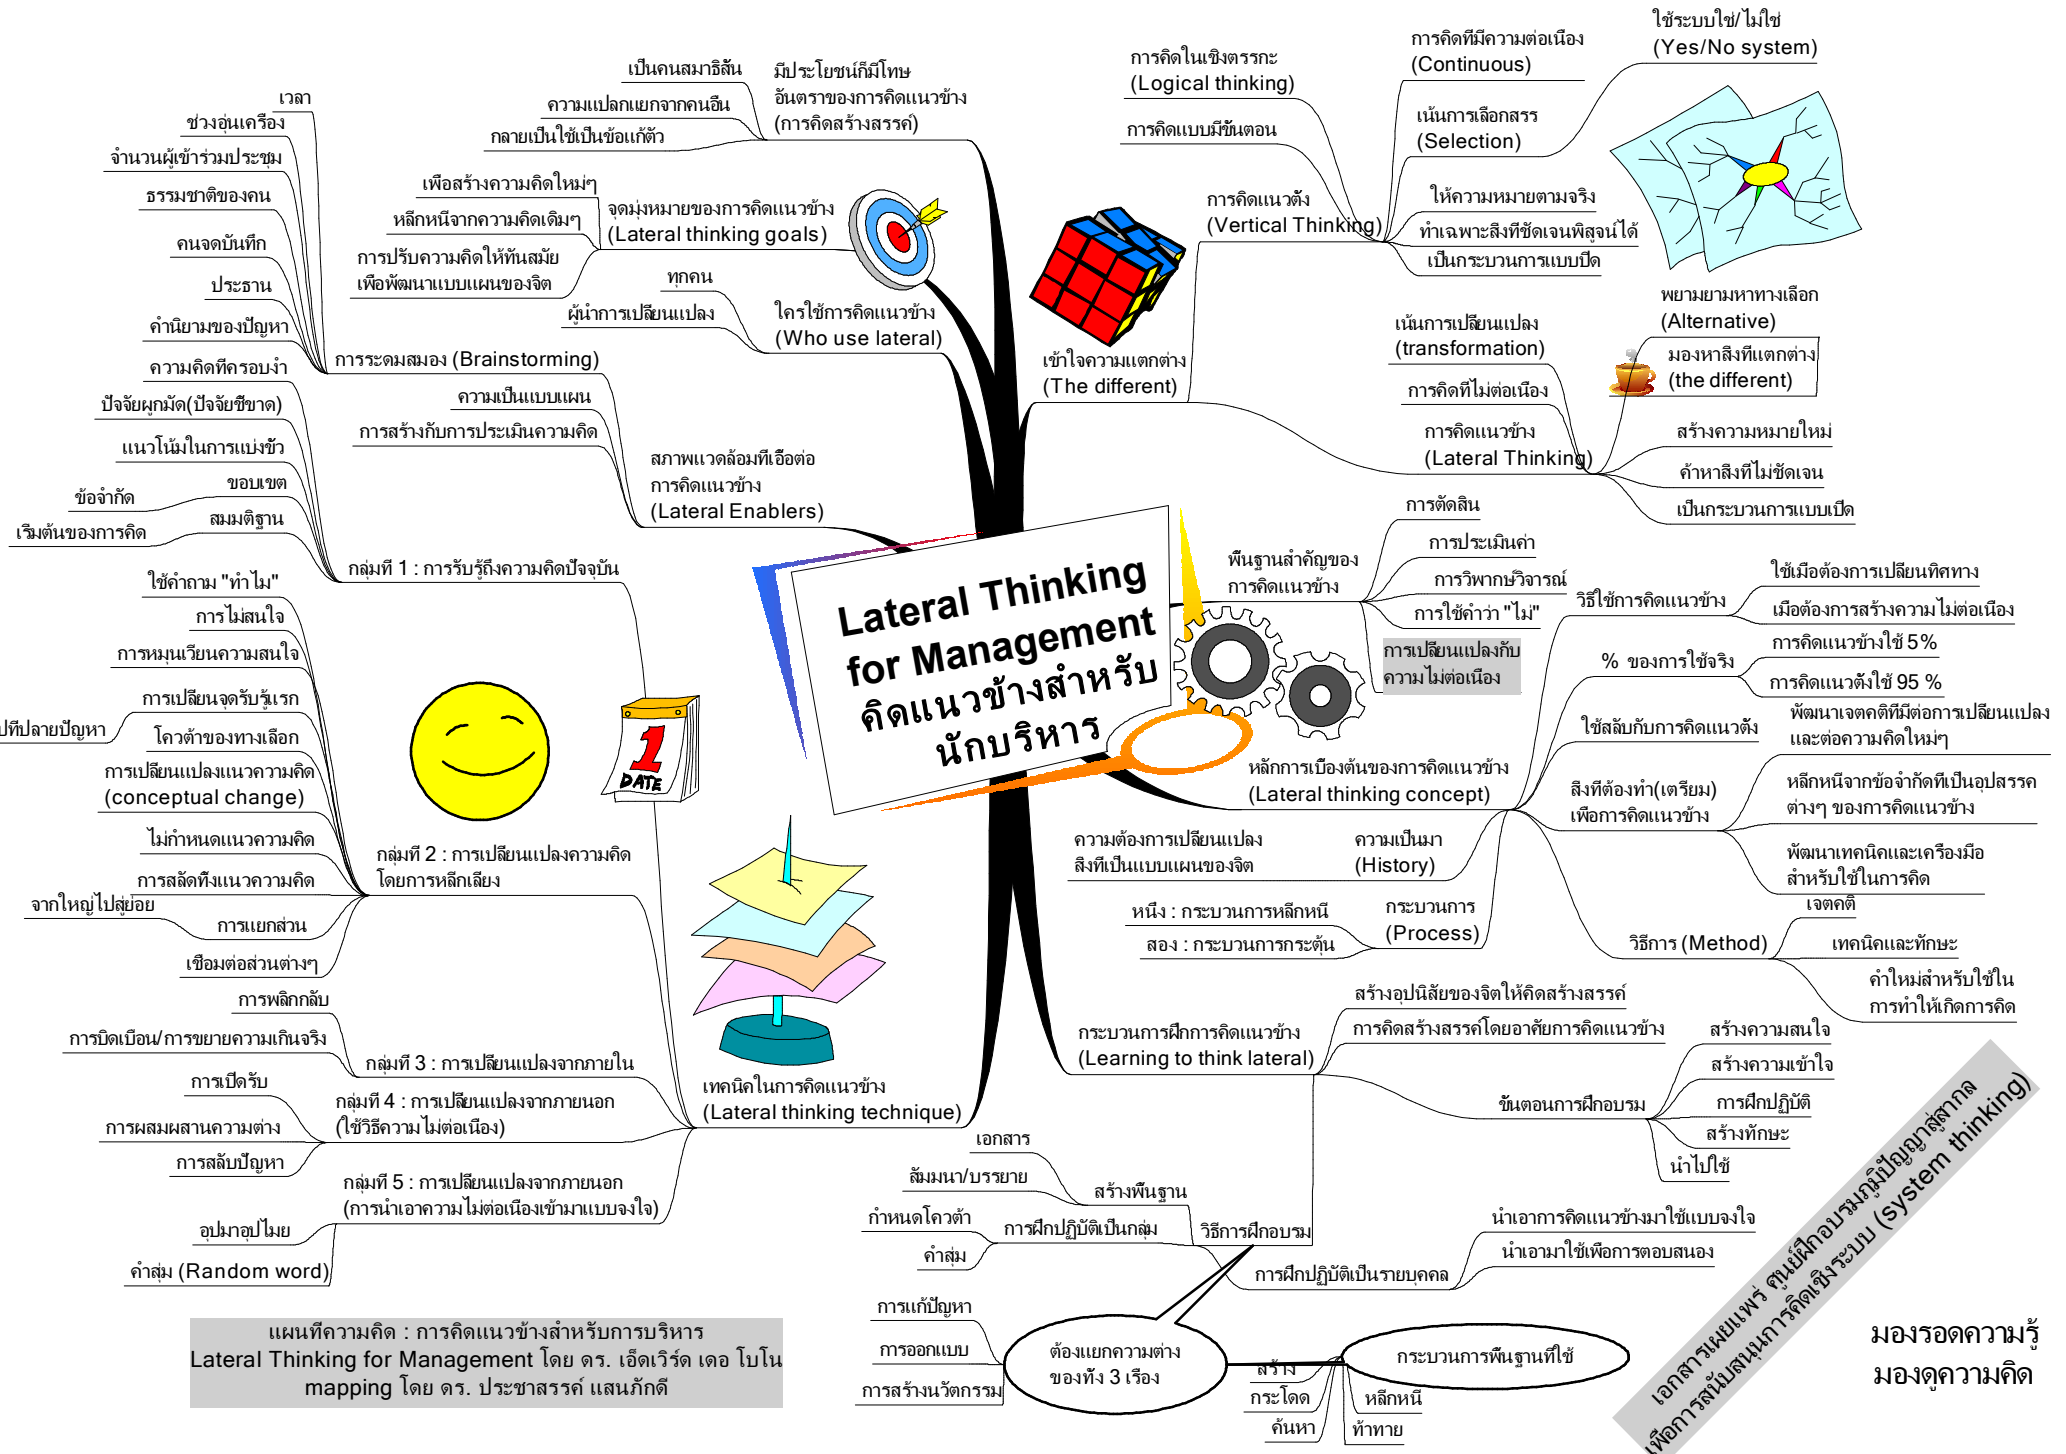 Lateral Thinking
for Management
คิดแนวข้างสำหรับ
นักบริหาร
มีประโยชน์ก็มีโทษ
อันตราของการคิดแนวข้าง
(การคิดสร้างสรรค์)
เป็นคนสมาธิสั้น
ความแปลกแยกจากคนอื่น
กลายเป็นใช้เป็นข้อแก้ตัว
จุดมุ่งหมายของการคิดแนวข้าง
(Lateral thinking goals)
เพื่อสร้างความคิดใหม่ๆ
หลีกหนีจากความคิดเดิมๆ
การปรับความคิดให้ทันสมัย
เพื่อพัฒนาแบบแผนของจิต
ใครใช้การคิดแนวข้าง
(Who use lateral)
ทุกคน
ผู้นำการเปลี่ยนแปลง
สภาพแวดล้อมที่เอื้อต่อ
การคิดแนวข้าง
(Lateral Enablers)
การระดมสมอง (Brainstorming)
เวลา
ช่วงอุ่นเครื่อง
จำนวนผู้เข้าร่วมประชุม
ธรรมชาติของคน
คนจดบันทึก
ประธาน
คำนิยามของปัญหา
ความเป็นแบบแผน
การสร้างกับการประเมินความคิด
เทคนิคในการคิดแนวข้าง
(Lateral thinking technique)
กลุ่มที่ 1 : การรับรู้ถึงความคิดปัจจุบัน
ความคิดที่ครอบงำ
ปัจจัยผูกมัด(ปัจจัยชี้ขาด)
แนวโน้มในการแบ่งขั้ว
ขอบเขต
ข้อจำกัด
สมมติฐาน
เริ่มต้นของการคิด
กลุ่มที่ 2 : การเปลี่ยนแปลงความคิด
โดยการหลีกเลี่ยง
ใช้คำถาม "ทำไม"
การไม่สนใจ
การหมุนเวียนความสนใจ
การเปลี่ยนจุดรับรู้แรก
ปที่ปลายปัญหา
โควต้าของทางเลือก
การเปลี่ยนแปลงแนวความคิด
(conceptual change)
ไม่กำหนดแนวความคิด
การสลัดทิ้งแนวความคิด
การแยกส่วน
จากใหญ่ไปสู่ย่อย
เชื่อมต่อส่วนต่างๆ
กลุ่มที่ 3 : การเปลี่ยนแปลงจากภายใน
การพลิกกลับ
การบิดเบือน/การขยายความเกินจริง
กลุ่มที่ 4 : การเปลี่ยนแปลงจากภายนอก
(ใช้วิธีความไม่ต่อเนื่อง)
การเปิดรับ
การผสมผสานความต่าง
การสลับปัญหา
กลุ่มที่ 5 : การเปลี่ยนแปลงจากภายนอก
(การนำเอาความไม่ต่อเนื่องเข้ามาแบบจงใจ)
อุปมาอุปไมย
คำสุ่ม (Random word)
1
DATE
เข้าใจความแตกต่าง
(The different)
การคิดแนวตั้ง
(Vertical Thinking)
การคิดในเชิงตรรกะ
(Logical thinking)
การคิดแบบมีขั้นตอน
การคิดที่มีความต่อเนื่อง
(Continuous)
เน้นการเลือกสรร
(Selection)
ใช้ระบบใช่/ไม่ใช่
(Yes/No system)
ให้ความหมายตามจริง
ทำเฉพาะสิ่งที่ชัดเจนพิสูจน์ได้
เป็นกระบวนการแบบปิด
การคิดแนวข้าง
(Lateral Thinking)
เน้นการเปลี่ยนแปลง
(transformation)
การคิดที่ไม่ต่อเนื่อง
พยามยามหาทางเลือก
(Alternative)
มองหาสิ่งที่แตกต่าง
(the different)
สร้างความหมายใหม่
ค้าหาสิ่งที่ไม่ชัดเจน
เป็นกระบวนการแบบเปิด
พื้นฐานสำคัญของ
การคิดแนวข้าง
การตัดสิน
การประเมินค่า
การวิพากษ์วิจารณ์
การใช้คำว่า "ไม่"
การเปลี่ยนแปลงกับ
ความไม่ต่อเนื่อง
หลักการเบื้องต้นของการคิดแนวข้าง
(Lateral thinking concept)
วิธีใช้การคิดแนวข้าง
ใช้เมื่อต้องการเปลี่ยนทิศทาง
เมื่อต้องการสร้างความไม่ต่อเนื่อง
% ของการใช้จริง
การคิดแนวข้างใช้ 5%
การคิดแนวตั้งใช้ 95 %
ใช้สลับกับการคิดแนวตั้ง
สิ่งที่ต้องทำ(เตรียม)
เพื่อการคิดแนวข้าง
พัฒนาเจตคติที่มีต่อการเปลี่ยนแปลง
และต่อความคิดใหม่ๆ
หลีกหนีจากข้อจำกัดที่เป็นอุปสรรค
ต่างๆ ของการคิดแนวข้าง
พัฒนาเทคนิคและเครื่องมือ
สำหรับใช้ในการคิด
วิธีการ (Method)
เจตคติ
เทคนิคและทักษะ
คำใหม่สำหรับใช้ใน
การทำให้เกิดการคิด
ความเป็นมา
(History)
ความต้องการเปลี่ยนแปลง
สิ่งที่เป็นแบบแผนของจิต
กระบวนการ
(Process)
หนึ่ง : กระบวนการหลีกหนี
สอง : กระบวนการกระตุ้น
กระบวนการฝึกการคิดแนวข้าง
(Learning to think lateral)
สร้างอุปนิสัยของจิตให้คิดสร้างสรรค์
การคิดสร้างสรรค์โดยอาศัยการคิดแนวข้าง
ขั้นตอนการฝึกอบรม
สร้างความสนใจ
สร้างความเข้าใจ
การฝึกปฏิบัติ
สร้างทักษะ
นำไปใช้
วิธีการฝึกอบรม
สร้างพื้นฐาน
เอกสาร
สัมมนา/บรรยาย
การฝึกปฏิบัติเป็นกลุ่ม
กำหนดโควต้า
คำสุ่ม
การฝึกปฏิบัติเป็นรายบุคคล
นำเอาการคิดแนวข้างมาใช้แบบจงใจ
นำเอามาใช้เพื่อการตอบสนอง
ต้องแยกความต่าง
ของทั้ง 3 เรื่อง
การแก้ปัญหา
การออกแบบ
การสร้างนวัตกรรม
กระบวนการพื้นฐานที่ใช้
สร้าง
กระโดด
ค้นหา
หลีกหนี
ท้าทาย
แผนที่ความคิด : การคิดแนวข้างสำหรับการบริหาร
Lateral Thinking for Management โดย ดร. เอ็ดเวิร์ด เดอ โบโน
mapping โดย ดร. ประชาสรรค์ แสนภักดี
เอกสารเผยแพร่ ศูนย์ฝึกอบรมภูมิปัญญาสู่สากล
เพื่อการสนับสนุนการคิดเชิงระบบ (system thinking)
มองรอดความรู้
มองดูความคิด